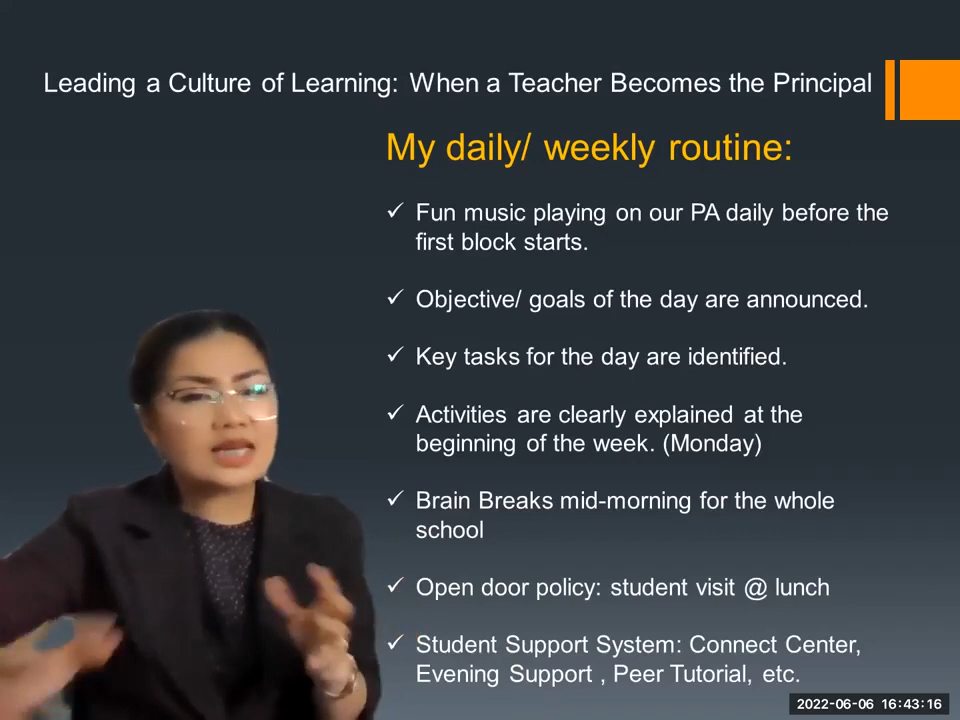 Leading a Culture of Learning: When a Teacher Becomes the Principal
My daily/ weekly routine:
✓ Fun music playing on our PA daily before the
first block starts.
✓ Objective/ goals of the day are announced.
✓ Key tasks for the day are identified.
✓ Activities are clearly explained at the
beginning of the week. (Monday)
✓ Brain Breaks mid-morning for the whole
school
✓ Open door policy: student visit @ lunch
✓ Student Support System: Connect Center,
Evening Support , Peer Tutorial, etc.
2022-06-06 16:43:16